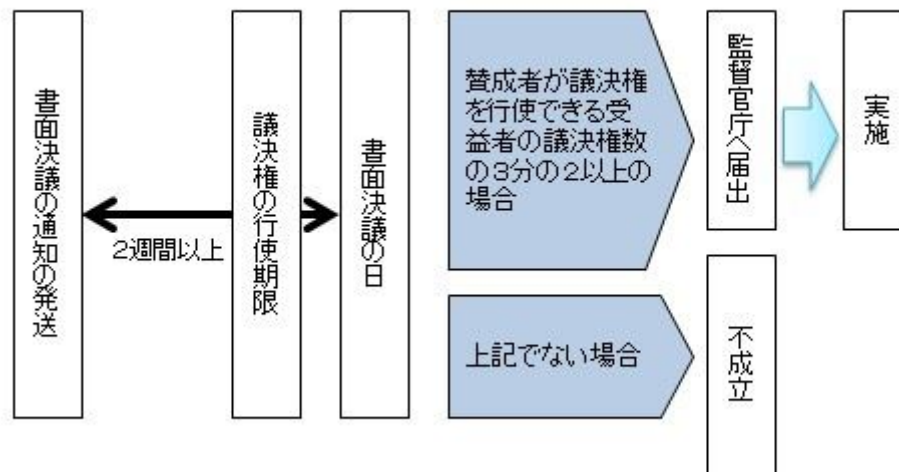 書面決議の通知の発送
2週間以上
議決権の行使期限
書面決議の日
賛成者が議決権
を行使できる受
益者の議決権数
の3分の2以上の
場合
監督官庁へ届出
実施
上記でない場合
不成立